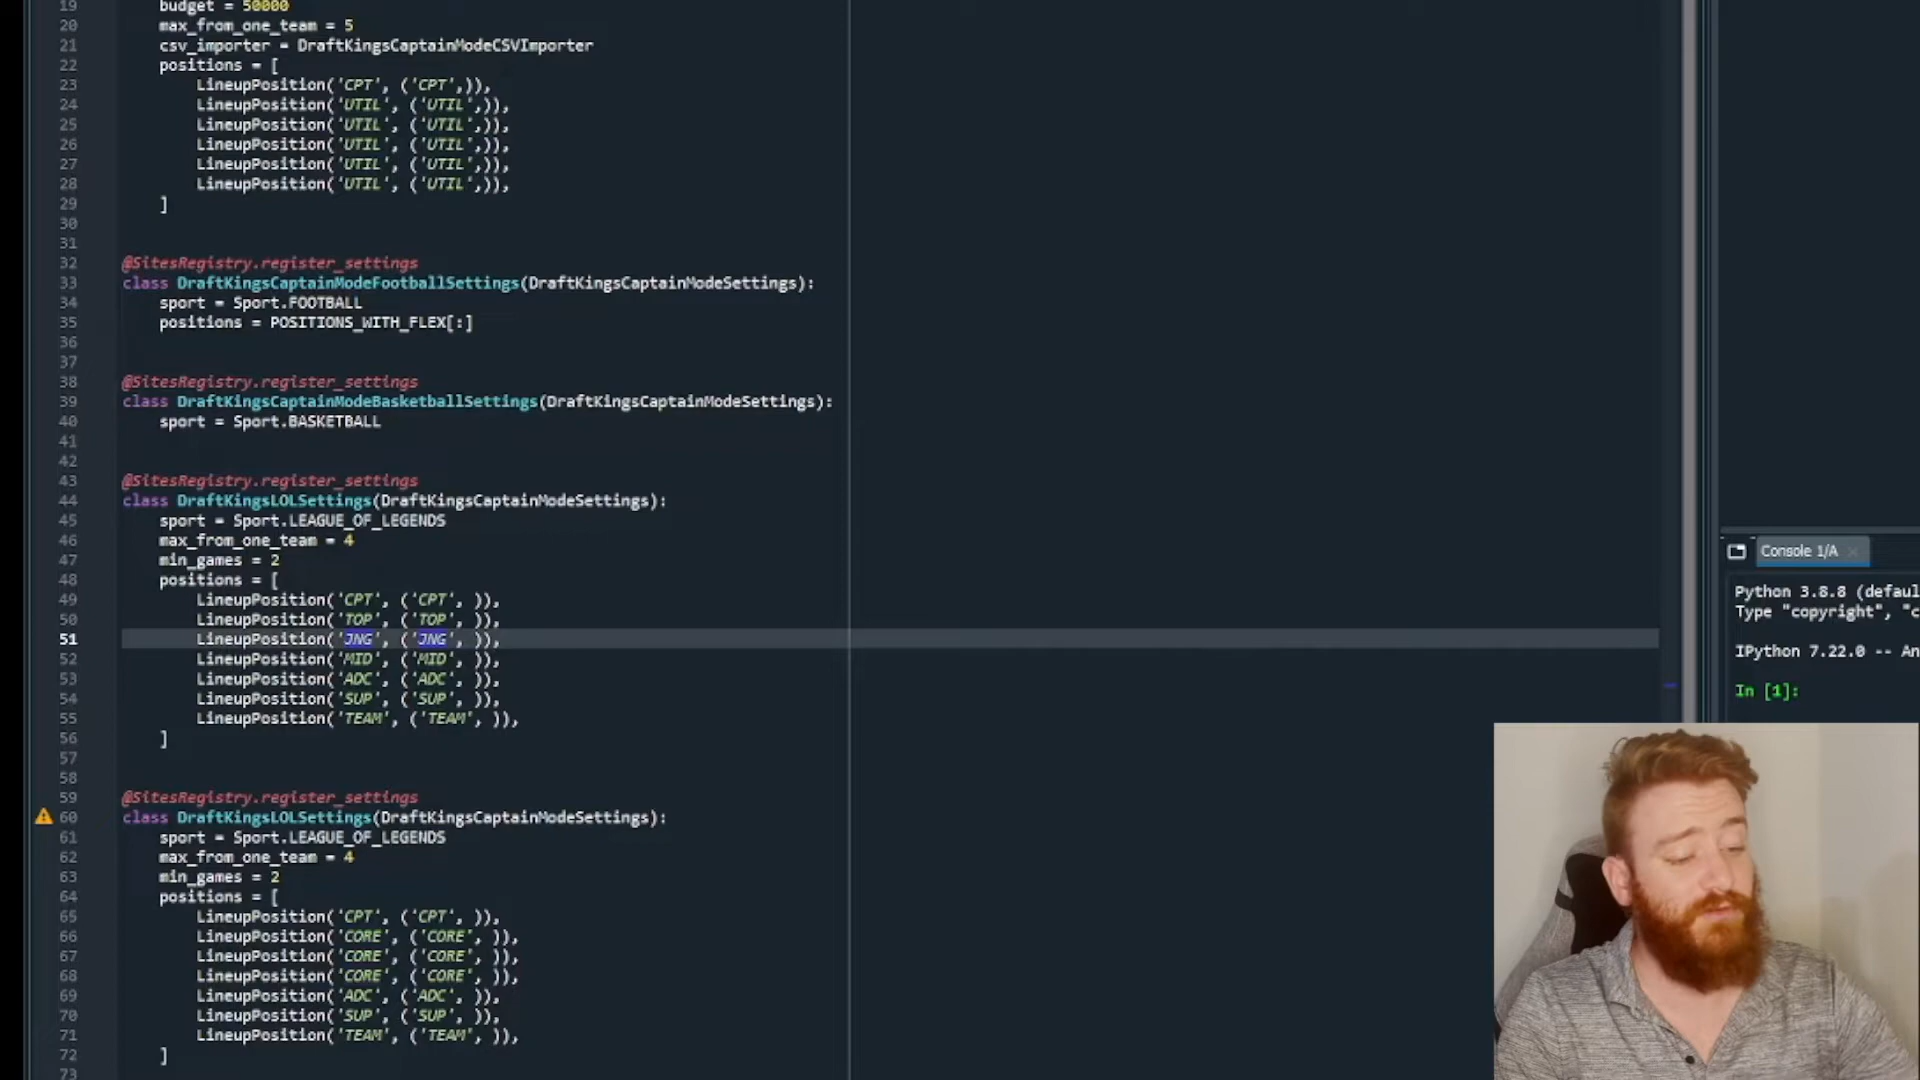 19 budget = 50000
20 max_from_one_team = 5
21 csv_importer = DraftKingsCaptainModeCSVImporter
22 positions = [
23 LineupPosition('CPT', ('CPT',)),
24 LineupPosition('UTIL', ('UTIL',)),
25 LineupPosition('UTIL', ('UTIL',)),
26 LineupPosition('UTIL', ('UTIL',)),
27 LineupPosition('UTIL', ('UTIL',)),
28 LineupPosition('UTIL', ('UTIL',)),
29 ]
30
31
32 @SitesRegistry.register_settings
33 class DraftKingsCaptainModeFootballSettings(DraftKingsCaptainModeSettings):
34 sport = Sport.FOOTBALL
35 positions = POSITIONS_WITH_FLEX[:]
36
37
38 @SitesRegistry.register_settings
39 class DraftKingsCaptainModeBasketballSettings(DraftKingsCaptainModeSettings):
40 sport = Sport.BASKETBALL
41
42
43 @SitesRegistry.register_settings
44 class DraftKingsLOLSettings(DraftKingsCaptainModeSettings):
45 sport = Sport.LEAGUE_OF_LEGENDS
46 max_from_one_team = 4
47 min_games = 2
48 positions = [
49 LineupPosition('CPT', ('CPT', )),
50 LineupPosition('TOP', ('TOP', )),
51 LineupPosition('JNG', ('JNG', )),
52 LineupPosition('MID', ('MID', )),
53 LineupPosition('ADC', ('ADC', )),
54 LineupPosition('SUP', ('SUP', )),
55 LineupPosition('TEAM', ('TEAM', )),
56 ]
57
58
59 @SitesRegistry.register_settings
60 class DraftKingsLOLSettings(DraftKingsCaptainModeSettings):
61 sport = Sport.LEAGUE_OF_LEGENDS
62 max_from_one_team = 4
63 min_games = 2
64 positions = [
65 LineupPosition('CPT', ('CPT', )),
66 LineupPosition('CORE', ('CORE', )),
67 LineupPosition('CORE', ('CORE', )),
68 LineupPosition('CORE', ('CORE', )),
69 LineupPosition('ADC', ('ADC', )),
70 LineupPosition('SUP', ('SUP', )),
71 LineupPosition('TEAM', ('TEAM', )),
72 ]
73
Console 1/A
Python 3.8.8 (defaul
Type "copyright", "c
IPython 7.22.0 -- An
In [1]: